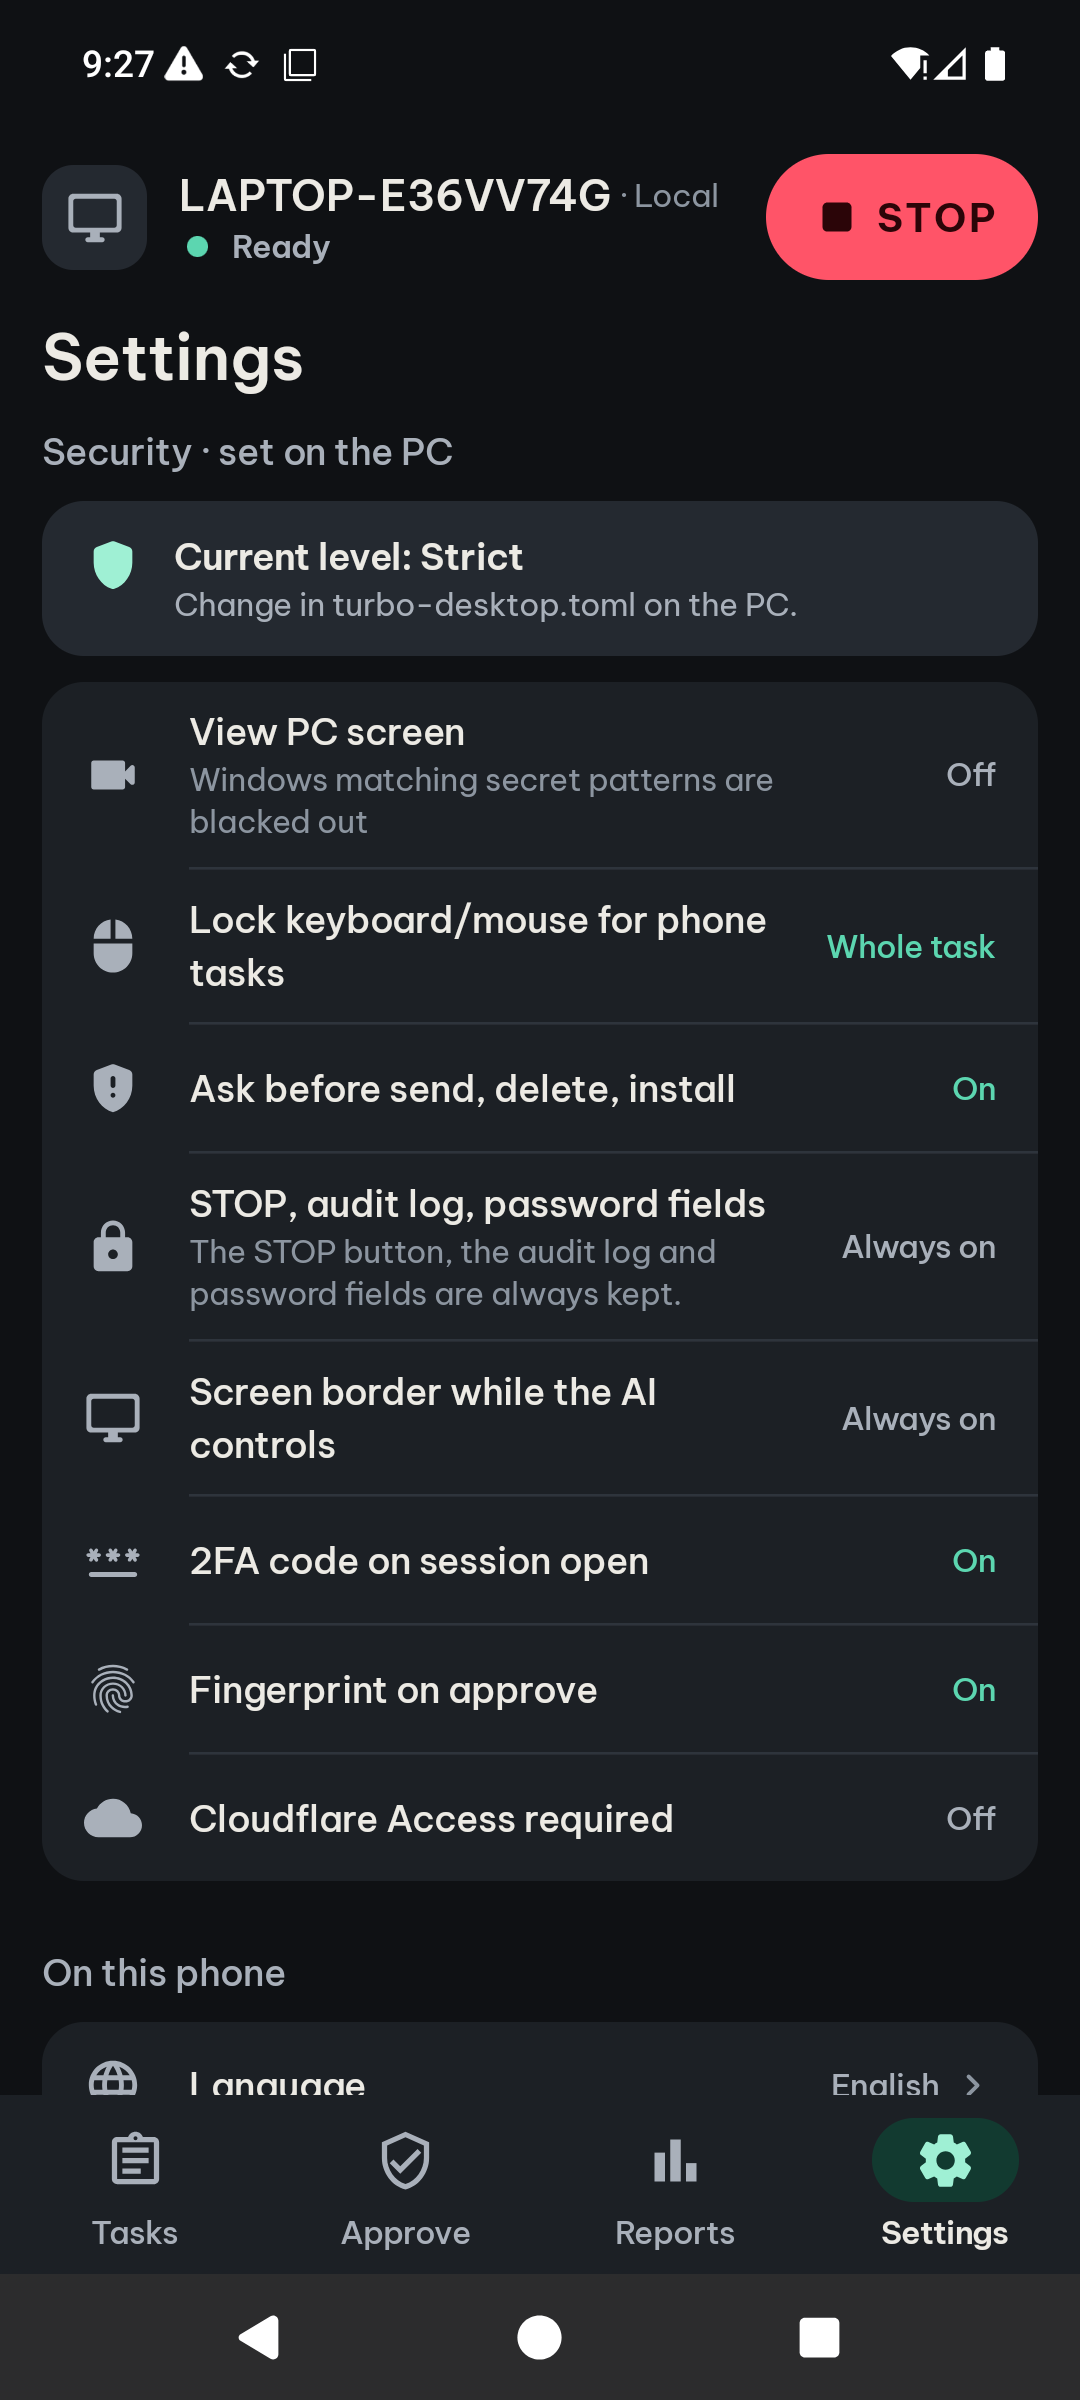 9:27
LAPTOP-E36VV74G · Local
Ready
STOP
Settings
Security · set on the PC
Current level: Strict
Change in turbo-desktop.toml on the PC.
View PC screen
Windows matching secret patterns are
blacked out
Off
Lock keyboard/mouse for phone
tasks
Whole task
Ask before send, delete, install
On
STOP, audit log, password fields
The STOP button, the audit log and
password fields are always kept.
Always on
Screen border while the AI
controls
Always on
2FA code on session open
On
Fingerprint on approve
On
Cloudflare Access required
Off
On this phone
Language
English
Tasks
Approve
Reports
Settings